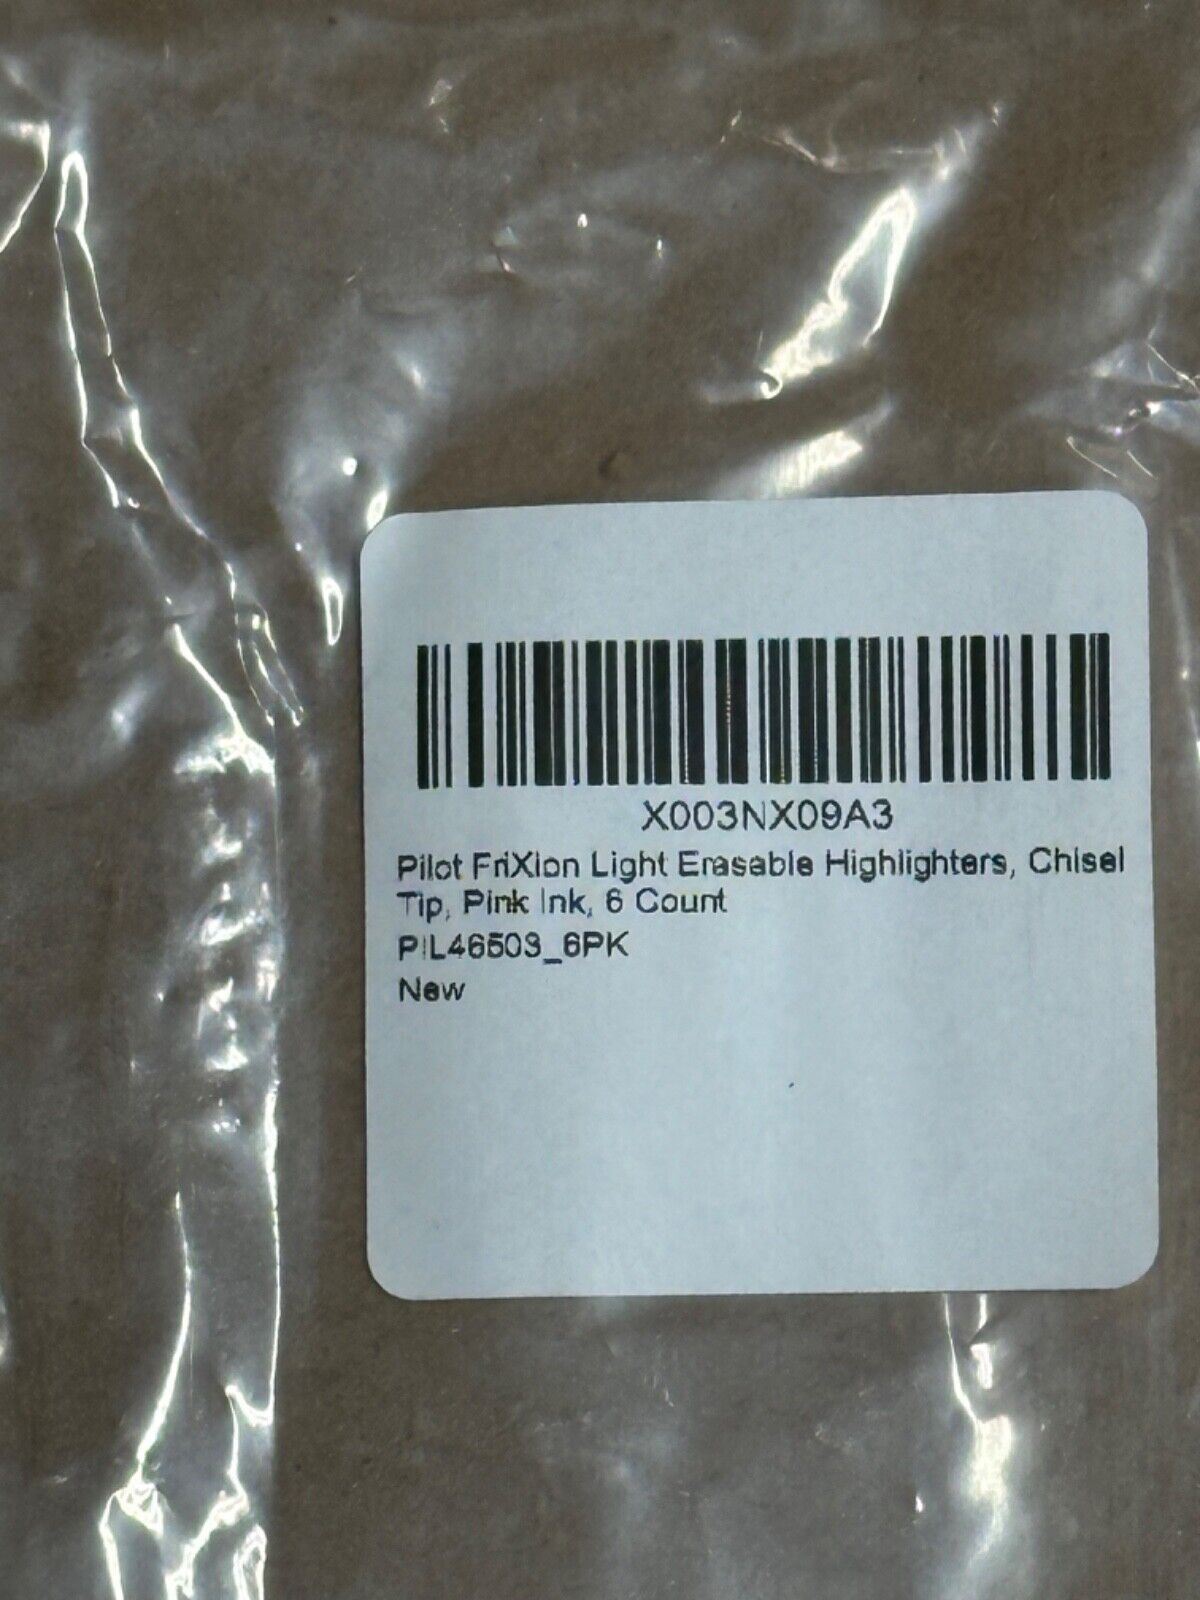 X003NX09A3
Pilot FriXion Light Erasable Highlighters, Chisel
Tip, Pink Ink, 6 Count
PIL46503_6PK
New